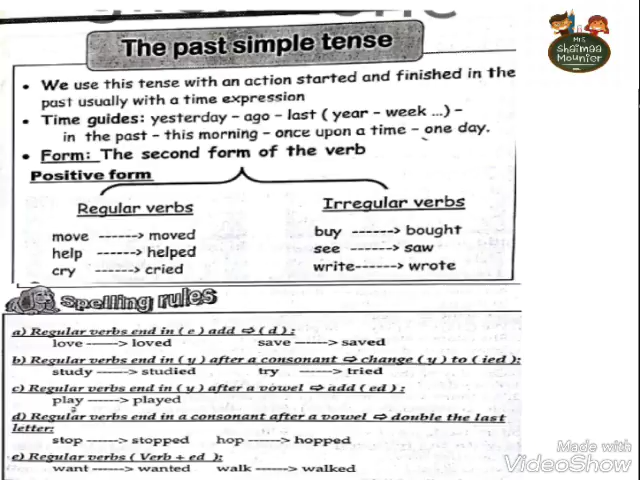 The past simple tense
Mrs
Shaimaa
Mounier
• We use this tense with an action started and finished in the
past usually with a time expression
• Time guides: yesterday – ago – last ( year – week ...) –
in the past – this morning – once upon a time – one day.
• Form: The second form of the verb
Positive form
Regular verbs
move ------> moved
help ------> helped
cry ------> cried
Irregular verbs
buy ------> bought
see ------> saw
write------> wrote
Spelling rules
a) Regular verbs end in ( e ) add ⇨ ( d ) :
love -----> loved save -----> saved
b) Regular verbs end in ( y ) after a consonant ⇨ change ( y ) to ( ied ):
study -----> studied try -----> tried
c) Regular verbs end in ( y ) after a vowel ⇨ add ( ed ) :
play -----> played
d) Regular verbs end in a consonant after a vowel ⇨ double the last
letter:
stop -----> stopped hop -----> hopped
e) Regular verbs ( Verb + ed ):
want ------> wanted walk -----> walked
Made with
VideoShow